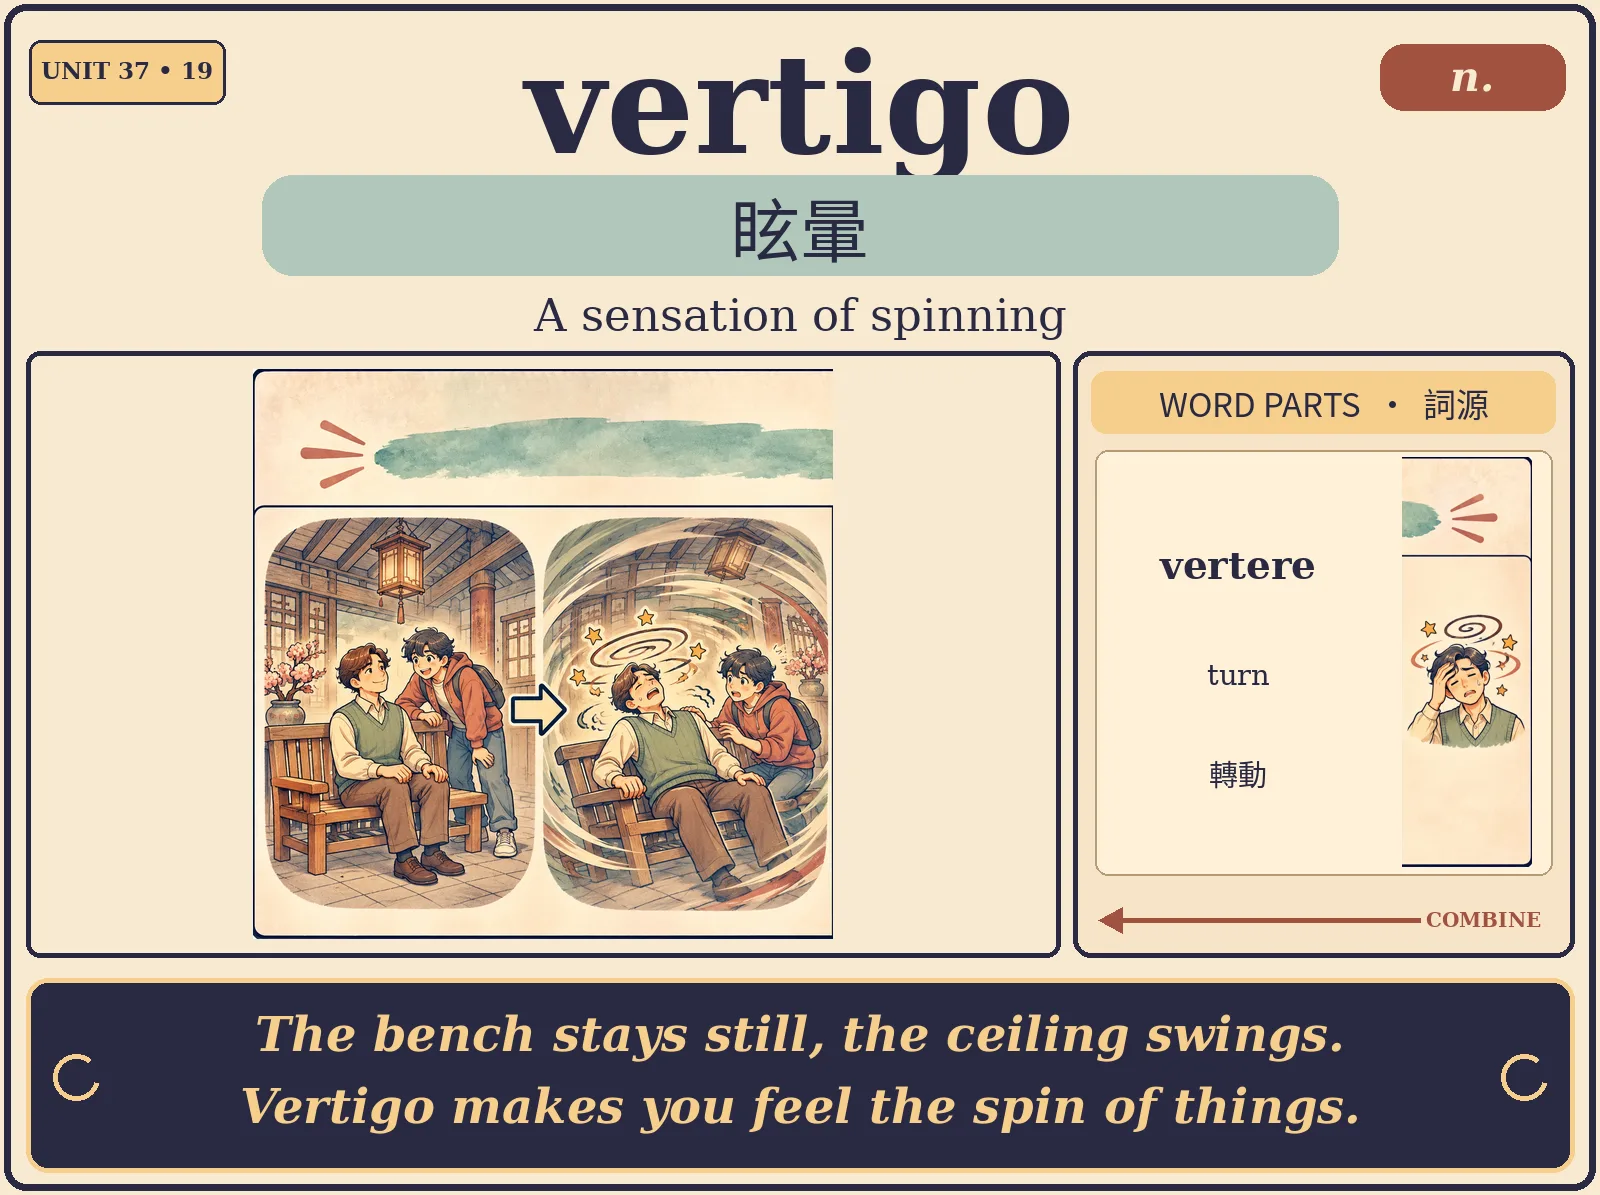 UNIT 37 • 19
vertigo
n.
眩暈
A sensation of spinning
WORD PARTS ・ 詞源
vertere
turn
轉動
COMBINE
The bench stays still, the ceiling swings.
Vertigo makes you feel the spin of things.